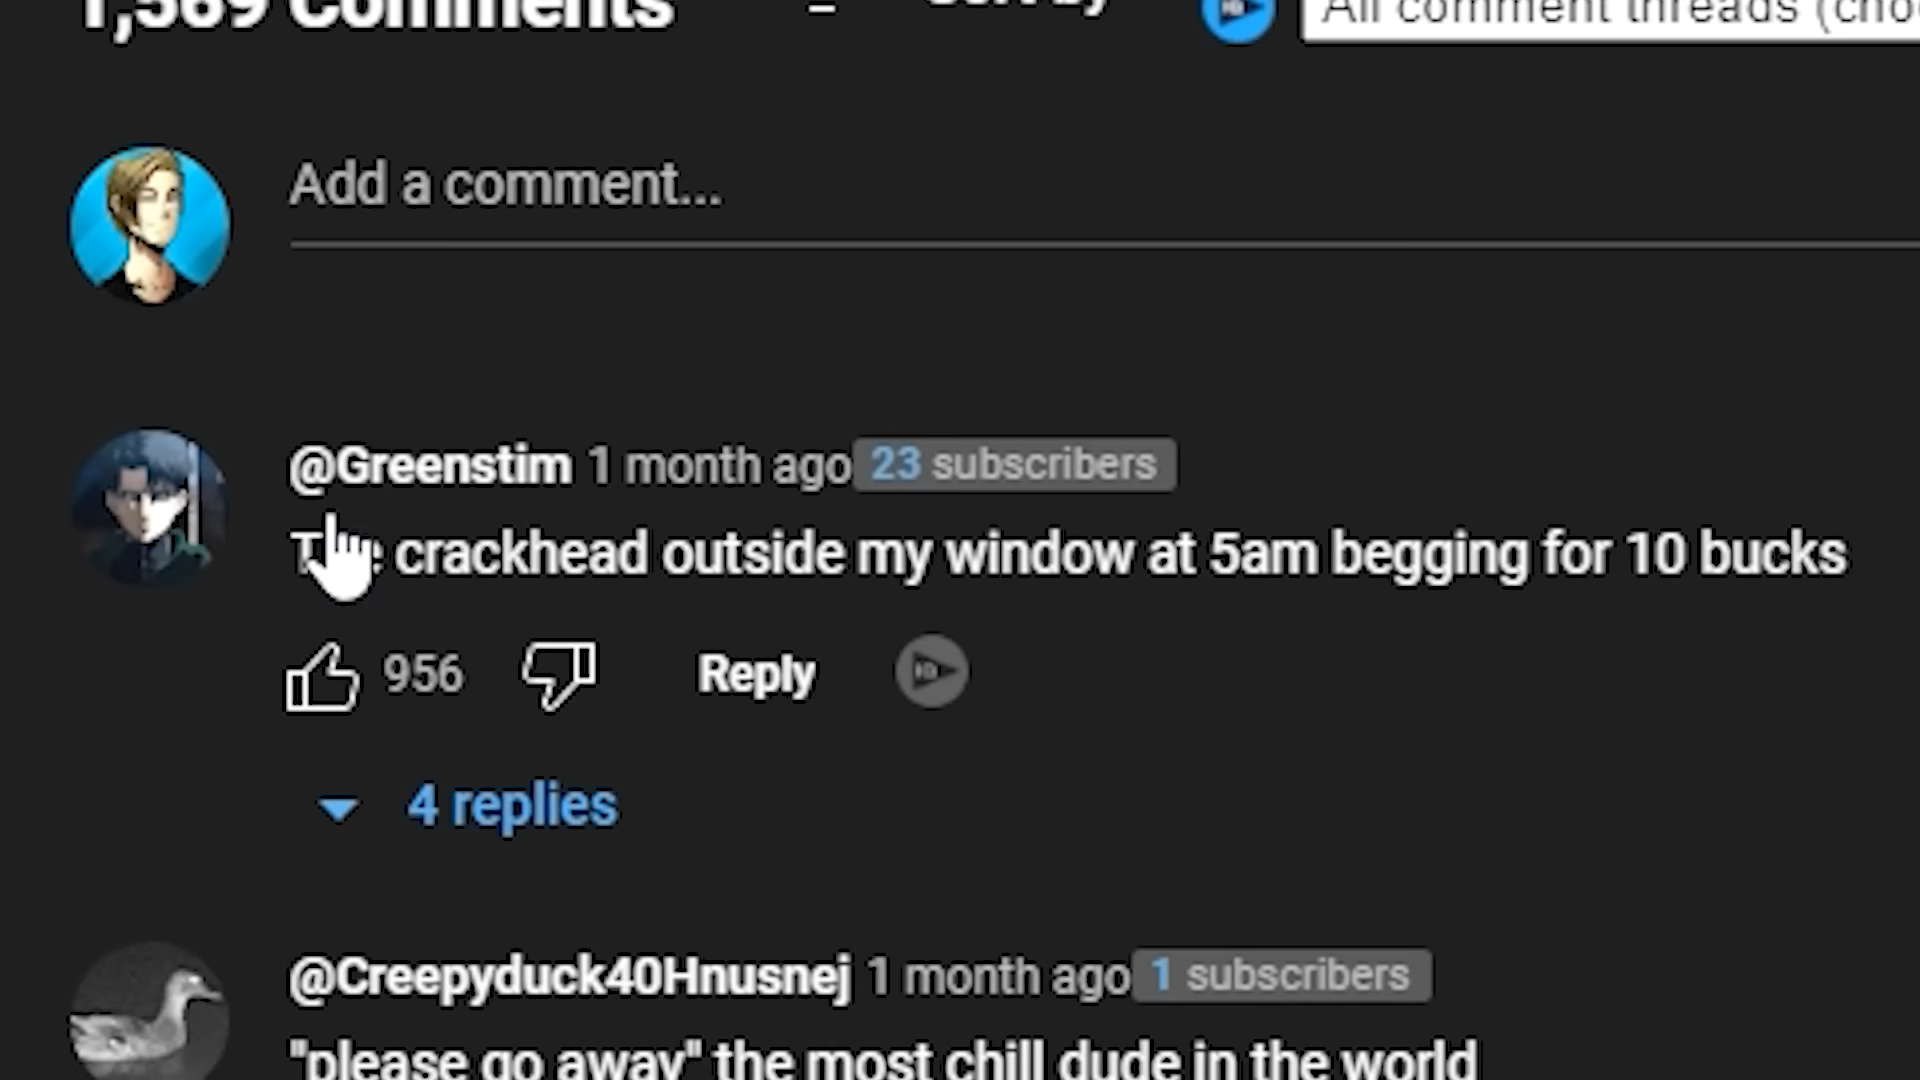 1,569 Comments Sort by All comment threads (cho
Add a comment...
@Greenstim 1 month ago 23 subscribers
The crackhead outside my window at 5am begging for 10 bucks
956 Reply
4 replies
@Creepyduck40Hnusnej 1 month ago 1 subscribers
"please go away" the most chill dude in the world